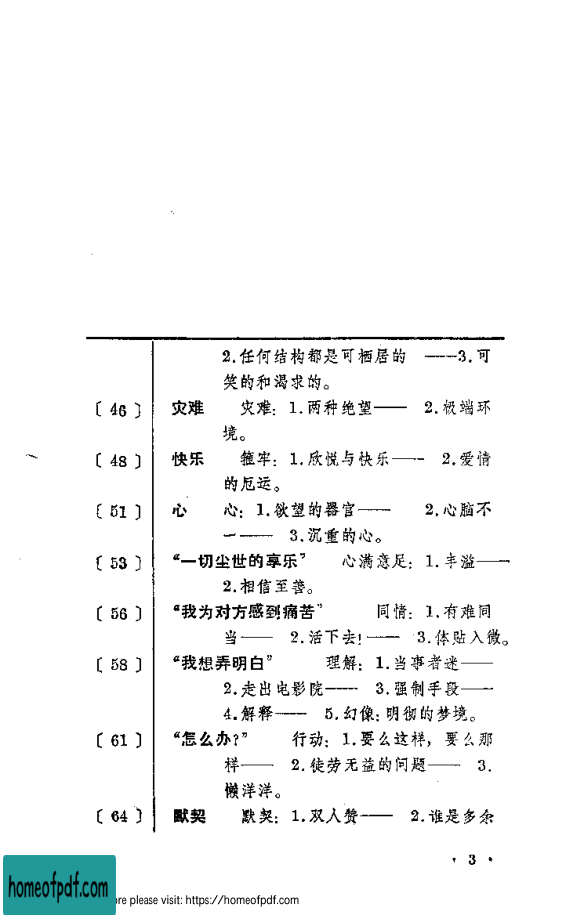 2.任何结构都是可栖居的 ——3.可
笑的和渴求的。
〔46〕 灾难 灾难：1.两种绝望—— 2.极端环
境。
〔48〕 快乐 箍牢：1.欣悦与快乐—— 2.爱情
的厄运。
〔51〕 心 心：1.欲望的器官—— 2.心脑不
一—— 3.沉重的心。
〔53〕 “一切尘世的享乐” 心满意足：1.丰溢——
2.相信至善。
〔56〕 “我为对方感到痛苦” 同情：1.有难同
当—— 2.活下去!—— 3.体贴入微。
〔58〕 “我想弄明白” 理解：1.当事者迷——
2.走出电影院—— 3.强制手段——
4.解释—— 5.幻像：明彻的梦境。
〔61〕 “怎么办?” 行动：1.要么这样，要么那
样—— 2.徒劳无益的问题—— 3.
懒洋洋。
〔64〕 默契 默契：1.双人赞—— 2.谁是多余
· 3 ·
homeofpdf.com
ore please visit: https://homeofpdf.com